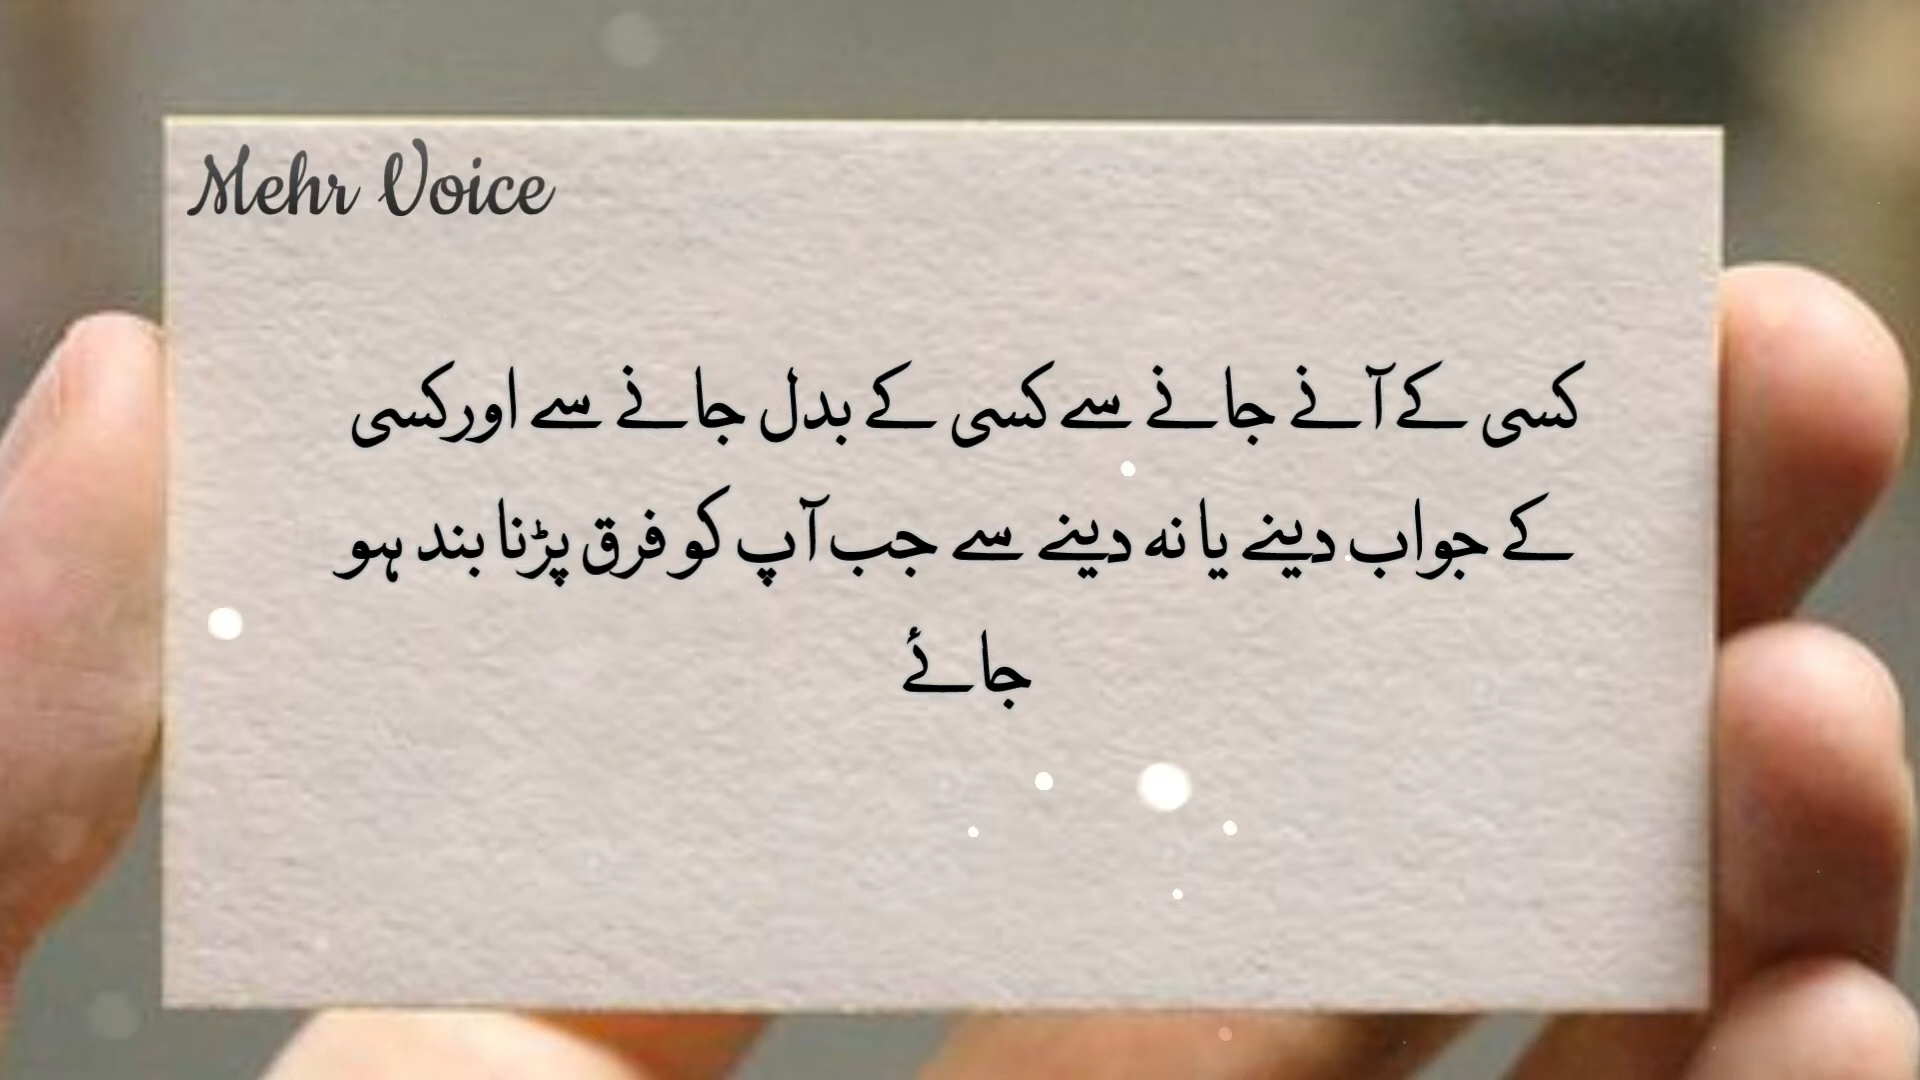 Mehr Voice
کسی کے آنے جانے سے کسی کے بدل جانے سے اور کسی
کے جواب دینے یا نہ دینے سے جب آپ کو فرق پڑنا بند ہو
جائے